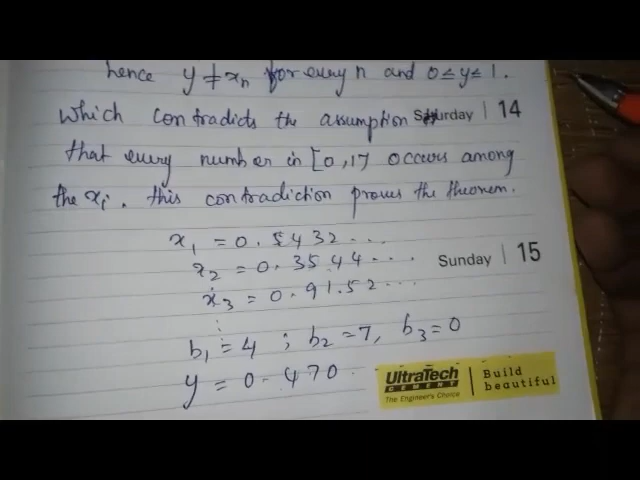 hence y ≠ xₙ for every n and 0 ≤ y ≤ 1.
Which contradicts the assumption
Saturday | 14
that every number in [0,1] occurs among
the xᵢ. this contradiction proves the theorem.
x₁ = 0.5432...
x₂ = 0.3544...
Sunday | 15
x₃ = 0.9152...
⋮
b₁ = 4 ; b₂ = 7, b₃ = 0
y = 0.470
UltraTech
CEMENT
The Engineer's Choice
Build
beautiful